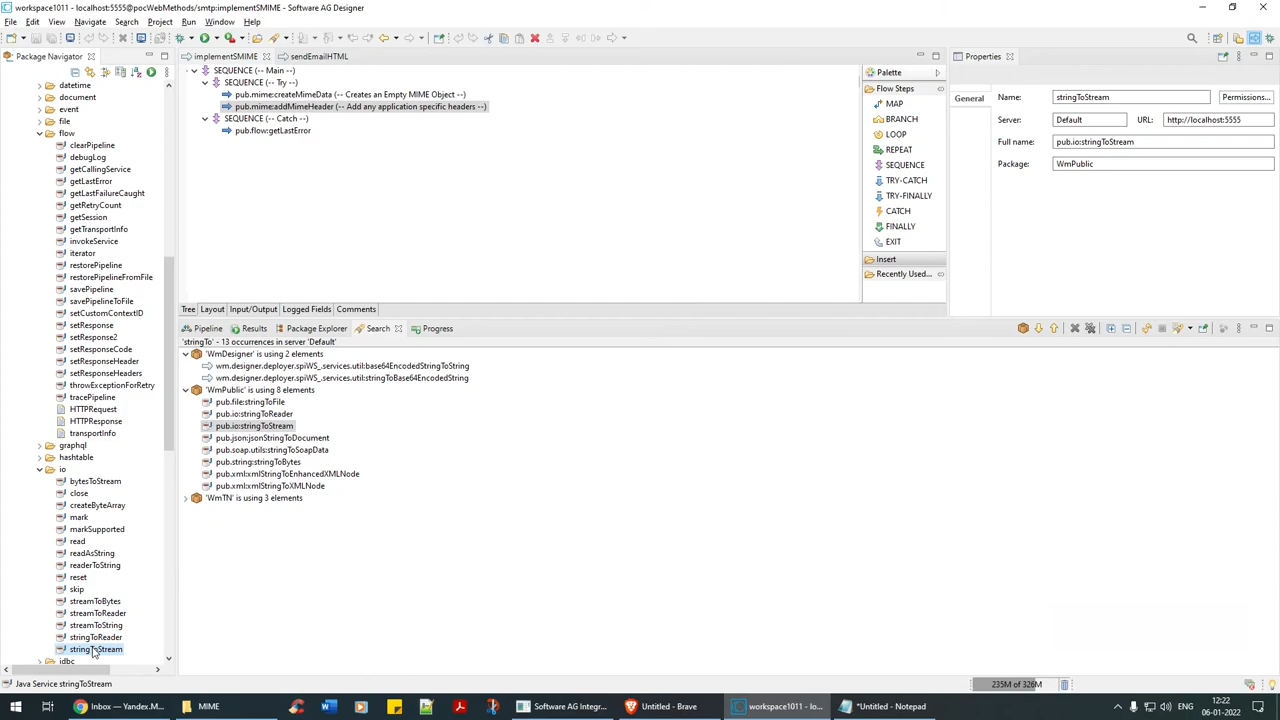 workspace1011 - localhost:5555@pocWebMethods/smtp:implementSMIME - Software AG Designer
File Edit View Navigate Search Project Run Window Help
Package Navigator
datetime
document
event
file
flow
clearPipeline
debugLog
getCallingService
getLastError
getLastFailureCaught
getRetryCount
getSession
getTransportInfo
invokeService
iterator
restorePipeline
restorePipelineFromFile
savePipeline
savePipelineToFile
setCustomContextID
setResponse
setResponse2
setResponseCode
setResponseHeader
setResponseHeaders
throwExceptionForRetry
tracePipeline
HTTPRequest
HTTPResponse
transportInfo
graphql
hashtable
io
bytesToStream
close
createByteArray
mark
markSupported
read
readAsString
readerToString
reset
skip
streamToBytes
streamToReader
streamToString
stringToReader
stringToStream
idbc
implementSMIME sendEmailHTML
SEQUENCE (-- Main --)
SEQUENCE (-- Try --)
pub.mime:createMimeData (-- Creates an Empty MIME Object --)
pub.mime:addMimeHeader (-- Add any application specific headers --)
SEQUENCE (-- Catch --)
pub.flow:getLastError
Tree Layout Input/Output Logged Fields Comments
Palette
Flow Steps
MAP
BRANCH
LOOP
REPEAT
SEQUENCE
TRY-CATCH
TRY-FINALLY
CATCH
FINALLY
EXIT
Insert
Recently Used...
Properties
General
Name: stringToStream Permissions...
Server: Default URL: http://localhost:5555
Full name: pub.io:stringToStream
Package: WmPublic
Pipeline Results Package Explorer Search Progress
'stringTo' - 13 occurrences in server 'Default'
'WmDesigner' is using 2 elements
wm.designer.deployer.spiWS_.services.util:base64EncodedStringToString
wm.designer.deployer.spiWS_.services.util:stringToBase64EncodedString
'WmPublic' is using 8 elements
pub.file:stringToFile
pub.io:stringToReader
pub.io:stringToStream
pub.json:jsonStringToDocument
pub.soap.utils:stringToSoapData
pub.string:stringToBytes
pub.xml:xmlStringToEnhancedXMLNode
pub.xml:xmlStringToXMLNode
'WmTN' is using 3 elements
Java Service stringToStream
235M of 326M
Inbox — Yandex.M... MIME Software AG Integr... Untitled - Brave workspace1011 - lo... *Untitled - Notepad
ENG
12:22
06-01-2022